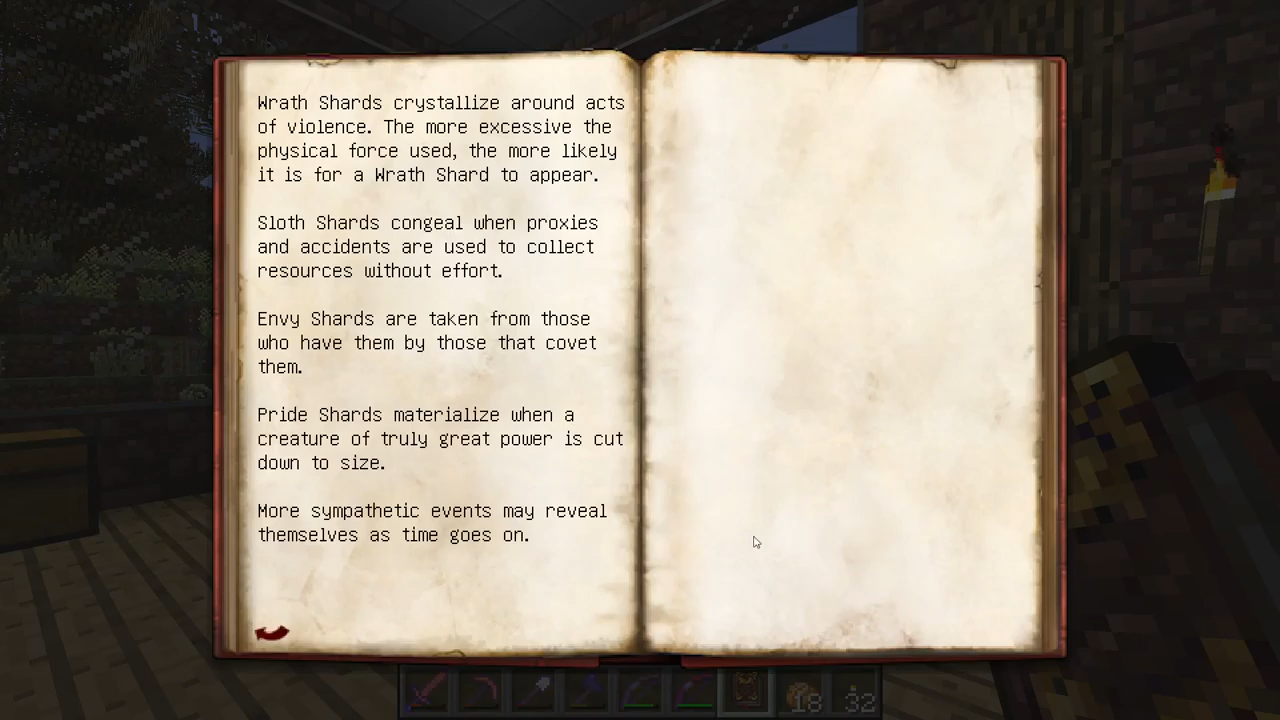 Wrath Shards crystallize around acts
of violence. The more excessive the
physical force used, the more likely
it is for a Wrath Shard to appear.
Sloth Shards congeal when proxies
and accidents are used to collect
resources without effort.
Envy Shards are taken from those
who have them by those that covet
them.
Pride Shards materialize when a
creature of truly great power is cut
down to size.
More sympathetic events may reveal
themselves as time goes on.
18 32